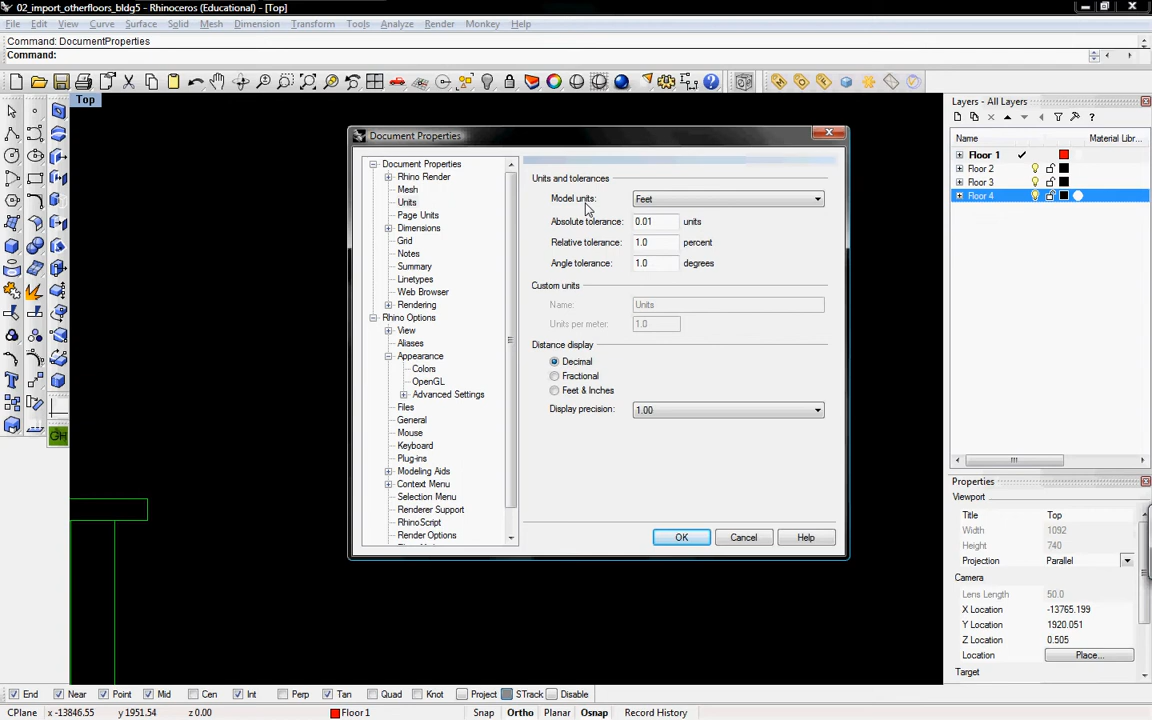 02_import_otherfloors_bldg5 - Rhinoceros (Educational) - [Top]
File Edit View Curve Surface Solid Mesh Dimension Transform Tools Analyze Render Monkey Help
Command: DocumentProperties
Command:
Top
Document Properties
Document Properties
Rhino Render
Mesh
Units
Page Units
Dimensions
Grid
Notes
Summary
Linetypes
Web Browser
Rendering
Rhino Options
View
Aliases
Appearance
Colors
OpenGL
Advanced Settings
Files
General
Mouse
Keyboard
Plug-ins
Modeling Aids
Context Menu
Selection Menu
Renderer Support
RhinoScript
Render Options
Units and tolerances
Model units: Feet
Absolute tolerance: 0.01 units
Relative tolerance: 1.0 percent
Angle tolerance: 1.0 degrees
Custom units
Name: Units
Units per meter: 1.0
Distance display
Decimal
Fractional
Feet & Inches
Display precision: 1.00
OK Cancel Help
Layers - All Layers
Name Material Libr...
Floor 1
Floor 2
Floor 3
Floor 4
Properties
Viewport
Title Top
Width 1092
Height 740
Projection Parallel
Camera
Lens Length 50.0
X Location -13765.199
Y Location 1920.051
Z Location 0.505
Location Place...
Target
GH
End Near Point Mid Cen Int Perp Tan Quad Knot Project STrack Disable
CPlane x -13846.55 y 1951.54 z 0.00 Floor 1 Snap Ortho Planar Osnap Record History